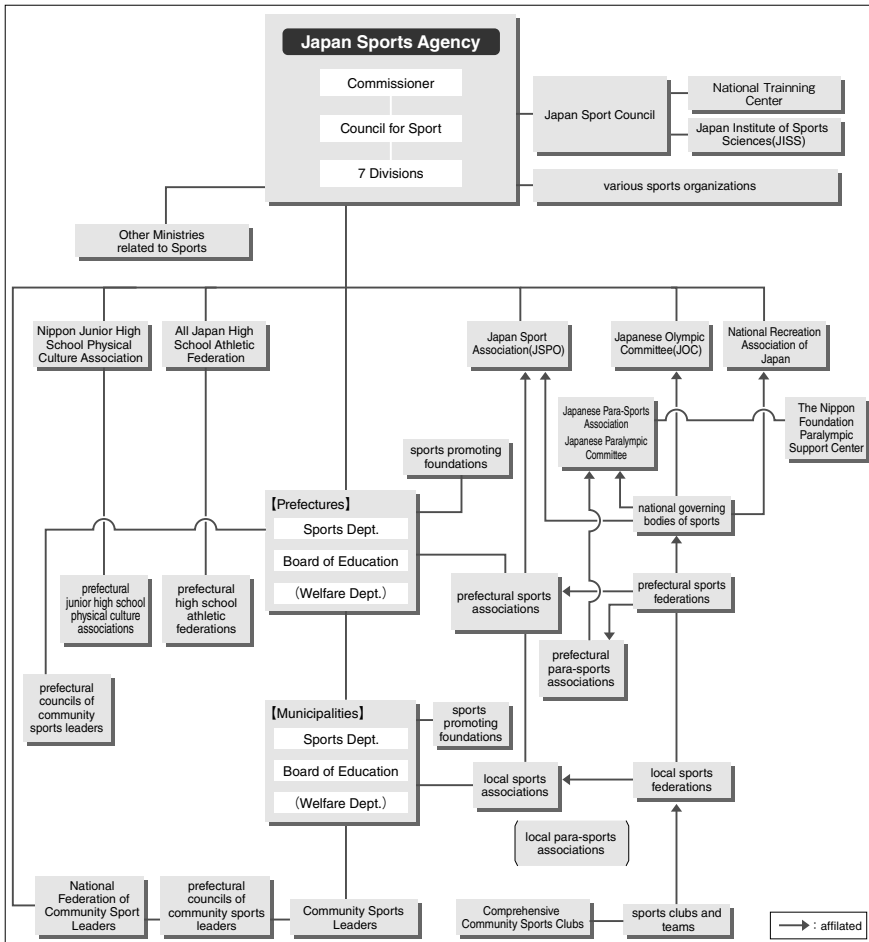 Japan Sports Agency
Commissioner
Council for Sport
7 Divisions
Japan Sport Council
National Trainning
Center
Japan Institute of Sports
Sciences(JISS)
various sports organizations
Other Ministries
related to Sports
Nippon Junior High
School Physical
Culture Association
All Japan High
School Athletic
Federation
Japan Sport
Association(JSPO)
Japanese Olympic
Committee(JOC)
National Recreation
Association of
Japan
Japanese Para-Sports
Association
Japanese Paralympic
Committee
The Nippon
Foundation
Paralympic
Support Center
sports promoting
foundations
【Prefectures】
Sports Dept.
Board of Education
(Welfare Dept.)
national governing
bodies of sports
prefectural
junior high school
physical culture
associations
prefectural
high school
athletic
federations
prefectural sports
associations
prefectural sports
federations
prefectural
para-sports
associations
prefectural
councils of
community
sports leaders
【Municipalities】
Sports Dept.
Board of Education
(Welfare Dept.)
sports
promoting
foundations
local sports
associations
local sports
federations
(local para-sports
associations)
National
Federation of
Community Sport
Leaders
prefectural
councils of
community sports
leaders
Community Sports
Leaders
Comprehensive
Community Sports Clubs
sports clubs and
teams
: affilated